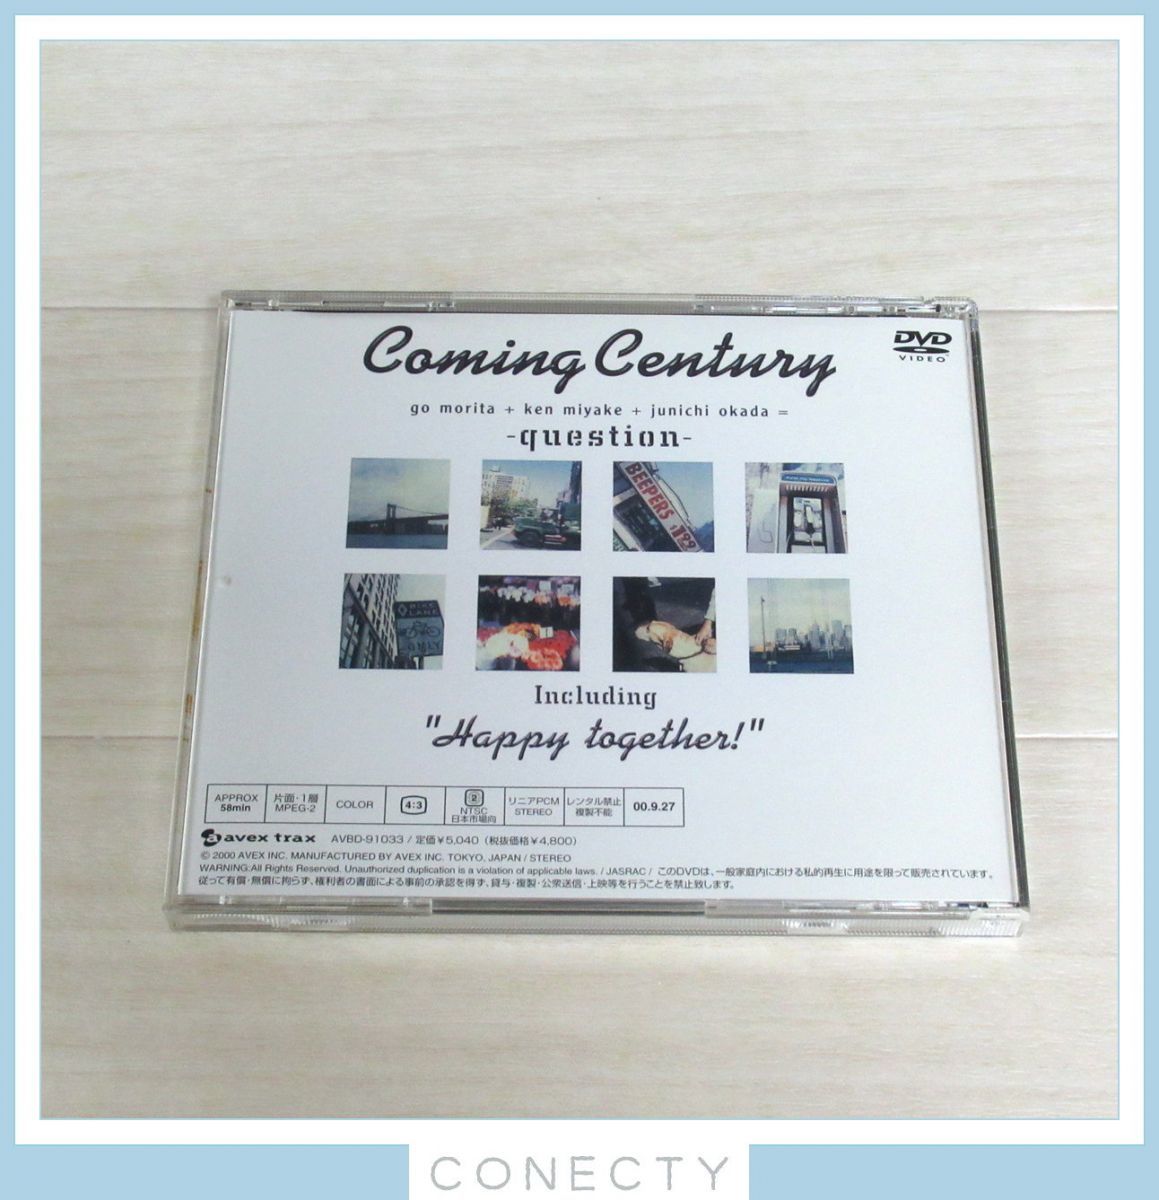 Coming Century
DVD
VIDEO
go morita + ken miyake + junichi okada =
-question-
BEEPERS
BIKE
LANE
ONLY
Including
"Happy together!"
APPROX
58min
片面・1層
MPEG-2
COLOR
4:3
2
NTSC
日本市場向
リニアPCM
STEREO
レンタル禁止
複製不能
00.9.27
avex trax AVBD-91033 / 定価¥5,040（税抜価格¥4,800）
© 2000 AVEX INC. MANUFACTURED BY AVEX INC. TOKYO, JAPAN / STEREO
WARNING:All Rights Reserved. Unauthorized duplication is a violation of applicable laws. / JASRAC / このDVDは、一般家庭内における私的再生に用途を限って販売されています。
従って有償・無償に拘らず、権利者の書面による事前の承認を得ず、貸与・複製・公衆送信・上映等を行うことを禁止致します。
CONECTY